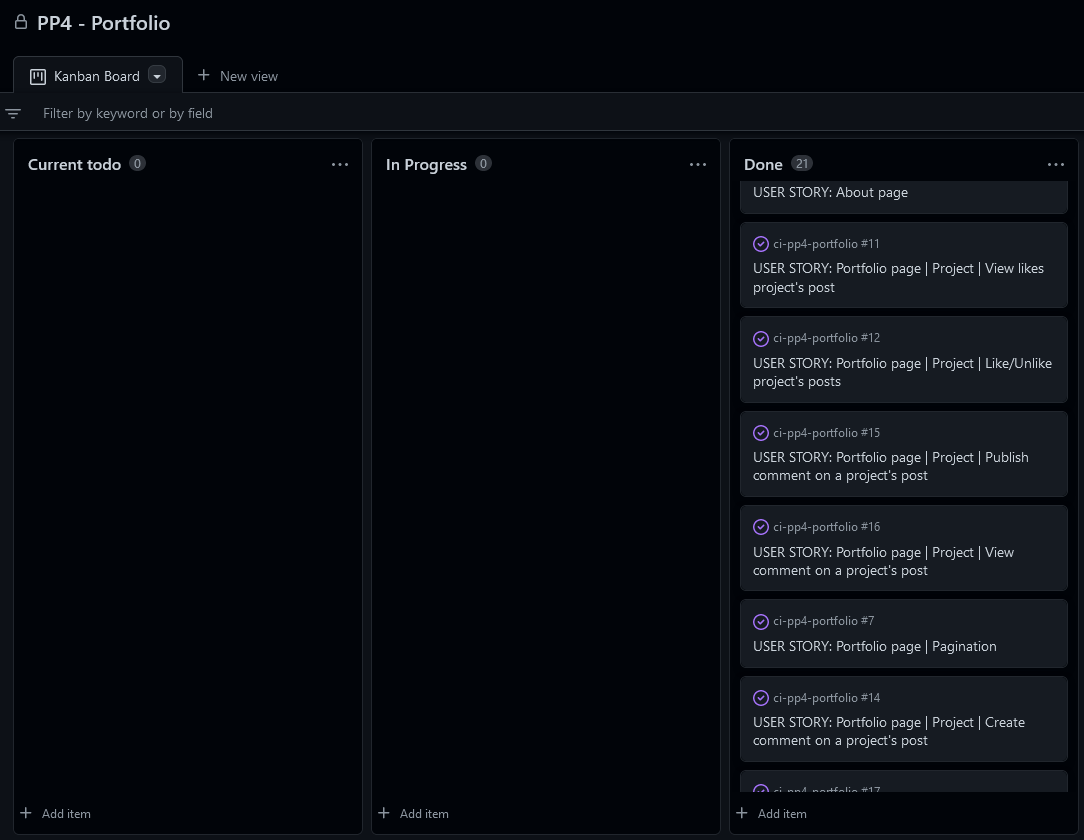 PP4 - Portfolio
Kanban Board
New view
Filter by keyword or by field
Current todo 0
In Progress 0
Done 21
USER STORY: About page
ci-pp4-portfolio #11
USER STORY: Portfolio page | Project | View likes
project's post
ci-pp4-portfolio #12
USER STORY: Portfolio page | Project | Like/Unlike
project's posts
ci-pp4-portfolio #15
USER STORY: Portfolio page | Project | Publish
comment on a project's post
ci-pp4-portfolio #16
USER STORY: Portfolio page | Project | View
comment on a project's post
ci-pp4-portfolio #7
USER STORY: Portfolio page | Pagination
ci-pp4-portfolio #14
USER STORY: Portfolio page | Project | Create
comment on a project's post
ci-pp4-portfolio #17
Add item
Add item
Add item